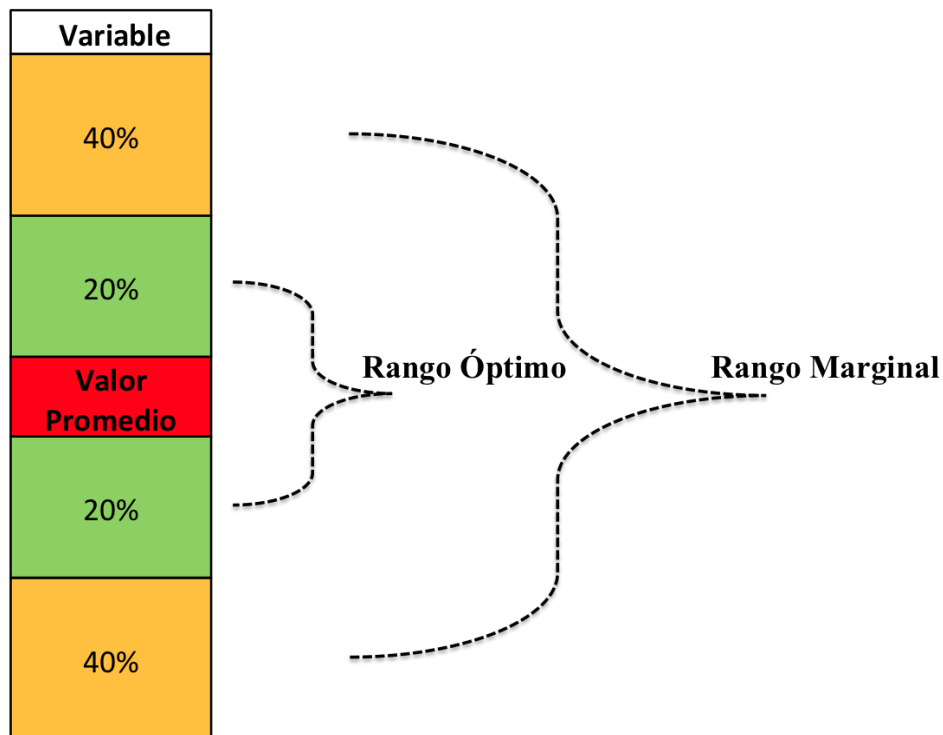 Variable
40%
20%
Valor
Promedio
20%
40%
Rango Óptimo
Rango Marginal